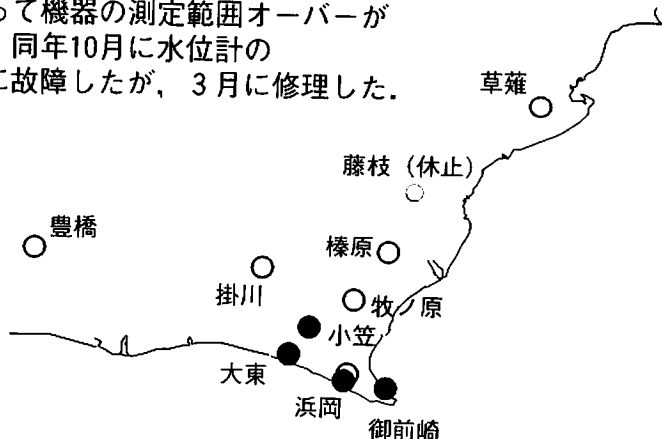 って機器の測定範囲オーバーが
同年10月に水位計の
に故障したが，３月に修理した．
草薙
藤枝（休止）
豊橋
榛原
掛川
牧ノ原
小笠
大東
浜岡
御前崎